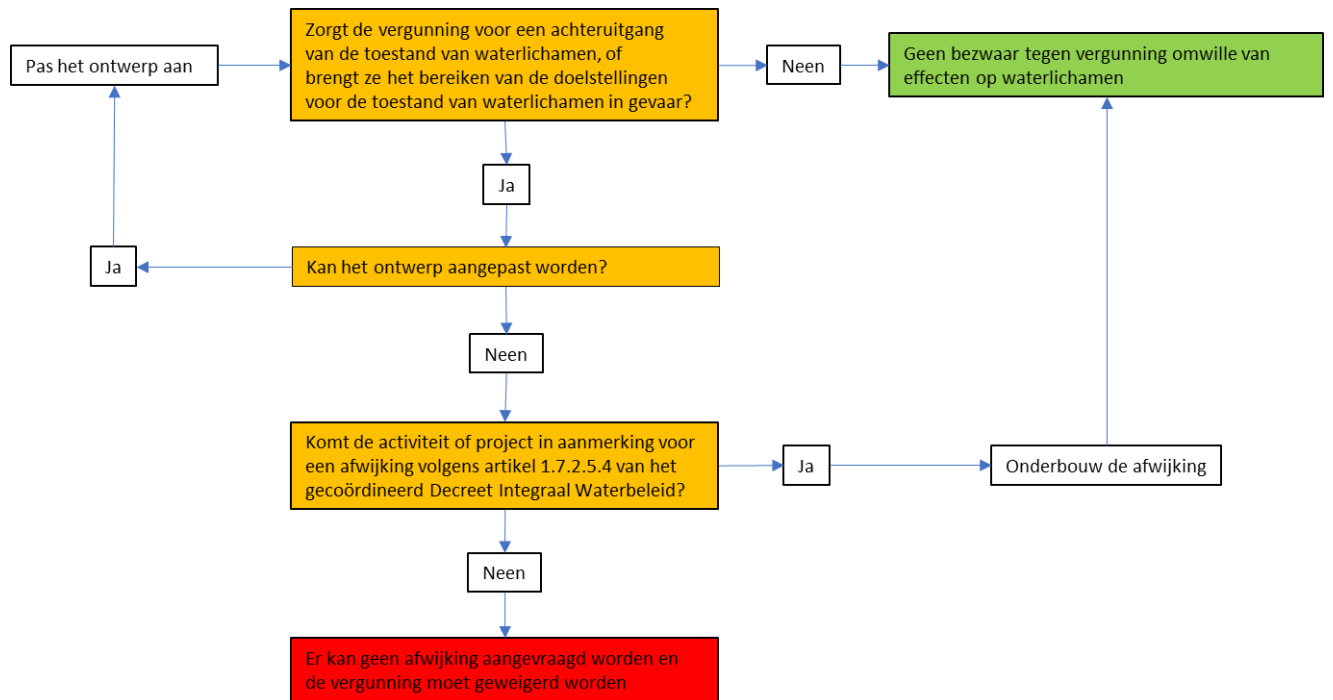 Pas het ontwerp aan
Zorgt de vergunning voor een achteruitgang
van de toestand van waterlichamen, of
brengt ze het bereiken van de doelstellingen
voor de toestand van waterlichamen in gevaar?
Neen
Geen bezwaar tegen vergunning omwille van
effecten op waterlichamen
Ja
Ja
Kan het ontwerp aangepast worden?
Neen
Komt de activiteit of project in aanmerking voor
een afwijking volgens artikel 1.7.2.5.4 van het
gecoördineerd Decreet Integraal Waterbeleid?
Ja
Onderbouw de afwijking
Neen
Er kan geen afwijking aangevraagd worden en
de vergunning moet geweigerd worden